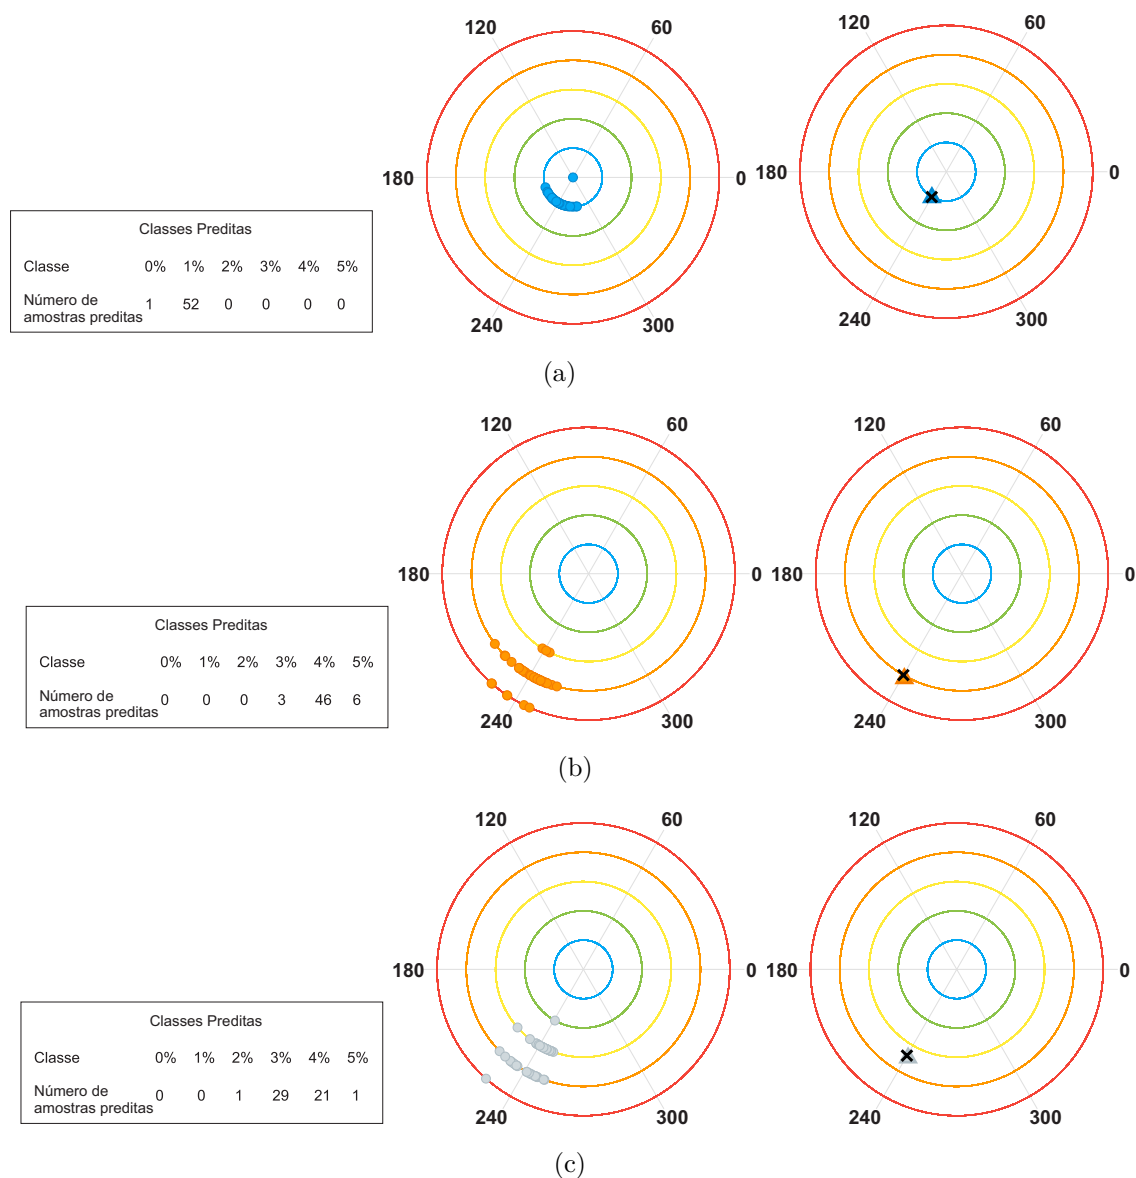 120 60 120 60
180 0 180 0
Classes Preditas
Classe 0% 1% 2% 3% 4% 5%
Número de
amostras preditas 1 52 0 0 0 0
240 300 240 300
(a)
120 60 120 60
180 0 180 0
Classes Preditas
Classe 0% 1% 2% 3% 4% 5%
Número de
amostras preditas 0 0 0 3 46 6
240 300 240 300
(b)
120 60 120 60
180 0 180 0
Classes Preditas
Classe 0% 1% 2% 3% 4% 5%
Número de
amostras preditas 0 0 1 29 21 1
240 300 240 300
(c)